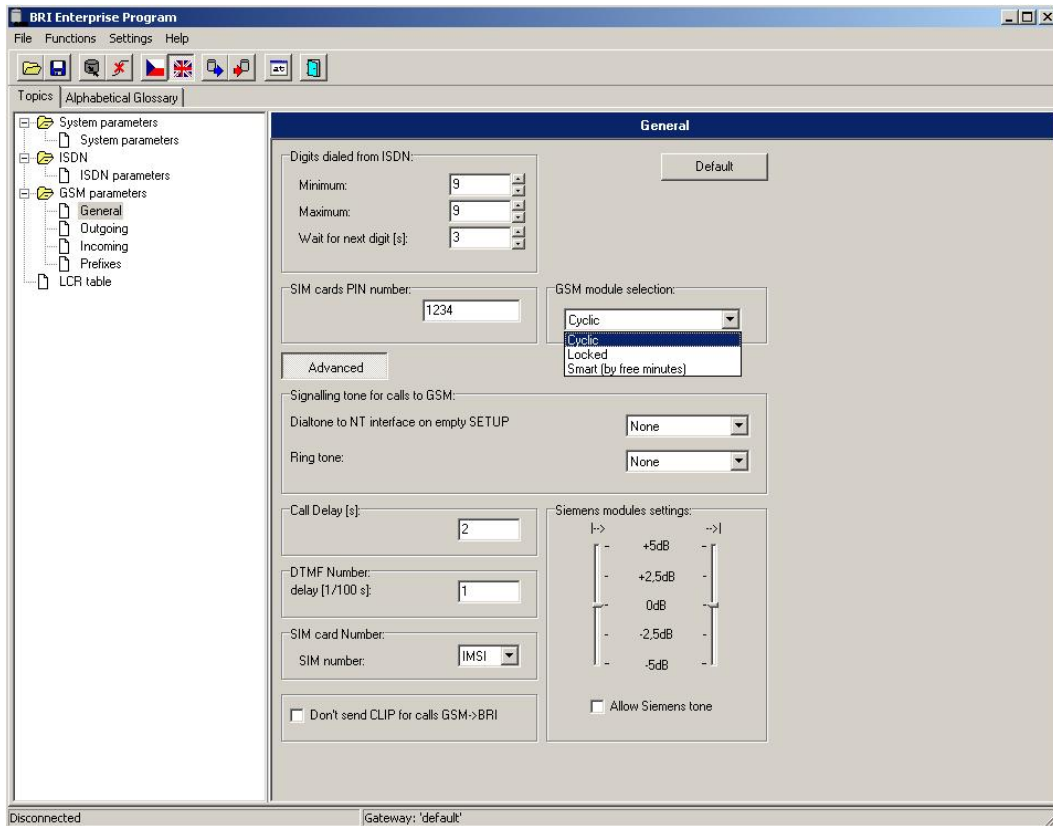 BRI Enterprise Program
File Functions Settings Help
at
Topics Alphabetical Glossary
System parameters
System parameters
ISDN
ISDN parameters
GSM parameters
General
Outgoing
Incoming
Prefixes
LCR table
General
Digits dialed from ISDN:
Default
Minimum: 9
Maximum: 9
Wait for next digit [s]: 3
SIM cards PIN number:
1234
GSM module selection:
Cyclic
Cyclic
Locked
Smart (by free minutes)
Advanced
Signalling tone for calls to GSM:
Dialtone to NT interface on empty SETUP None
Ring tone: None
Call Delay [s]:
2
DTMF Number:
delay [1/100 s]: 1
SIM card Number:
SIM number: IMSI
Don't send CLIP for calls GSM->BRI
Siemens modules settings:
|--> -->|
+5dB
+2,5dB
0dB
-2,5dB
-5dB
Allow Siemens tone
Disconnected Gateway: 'default'